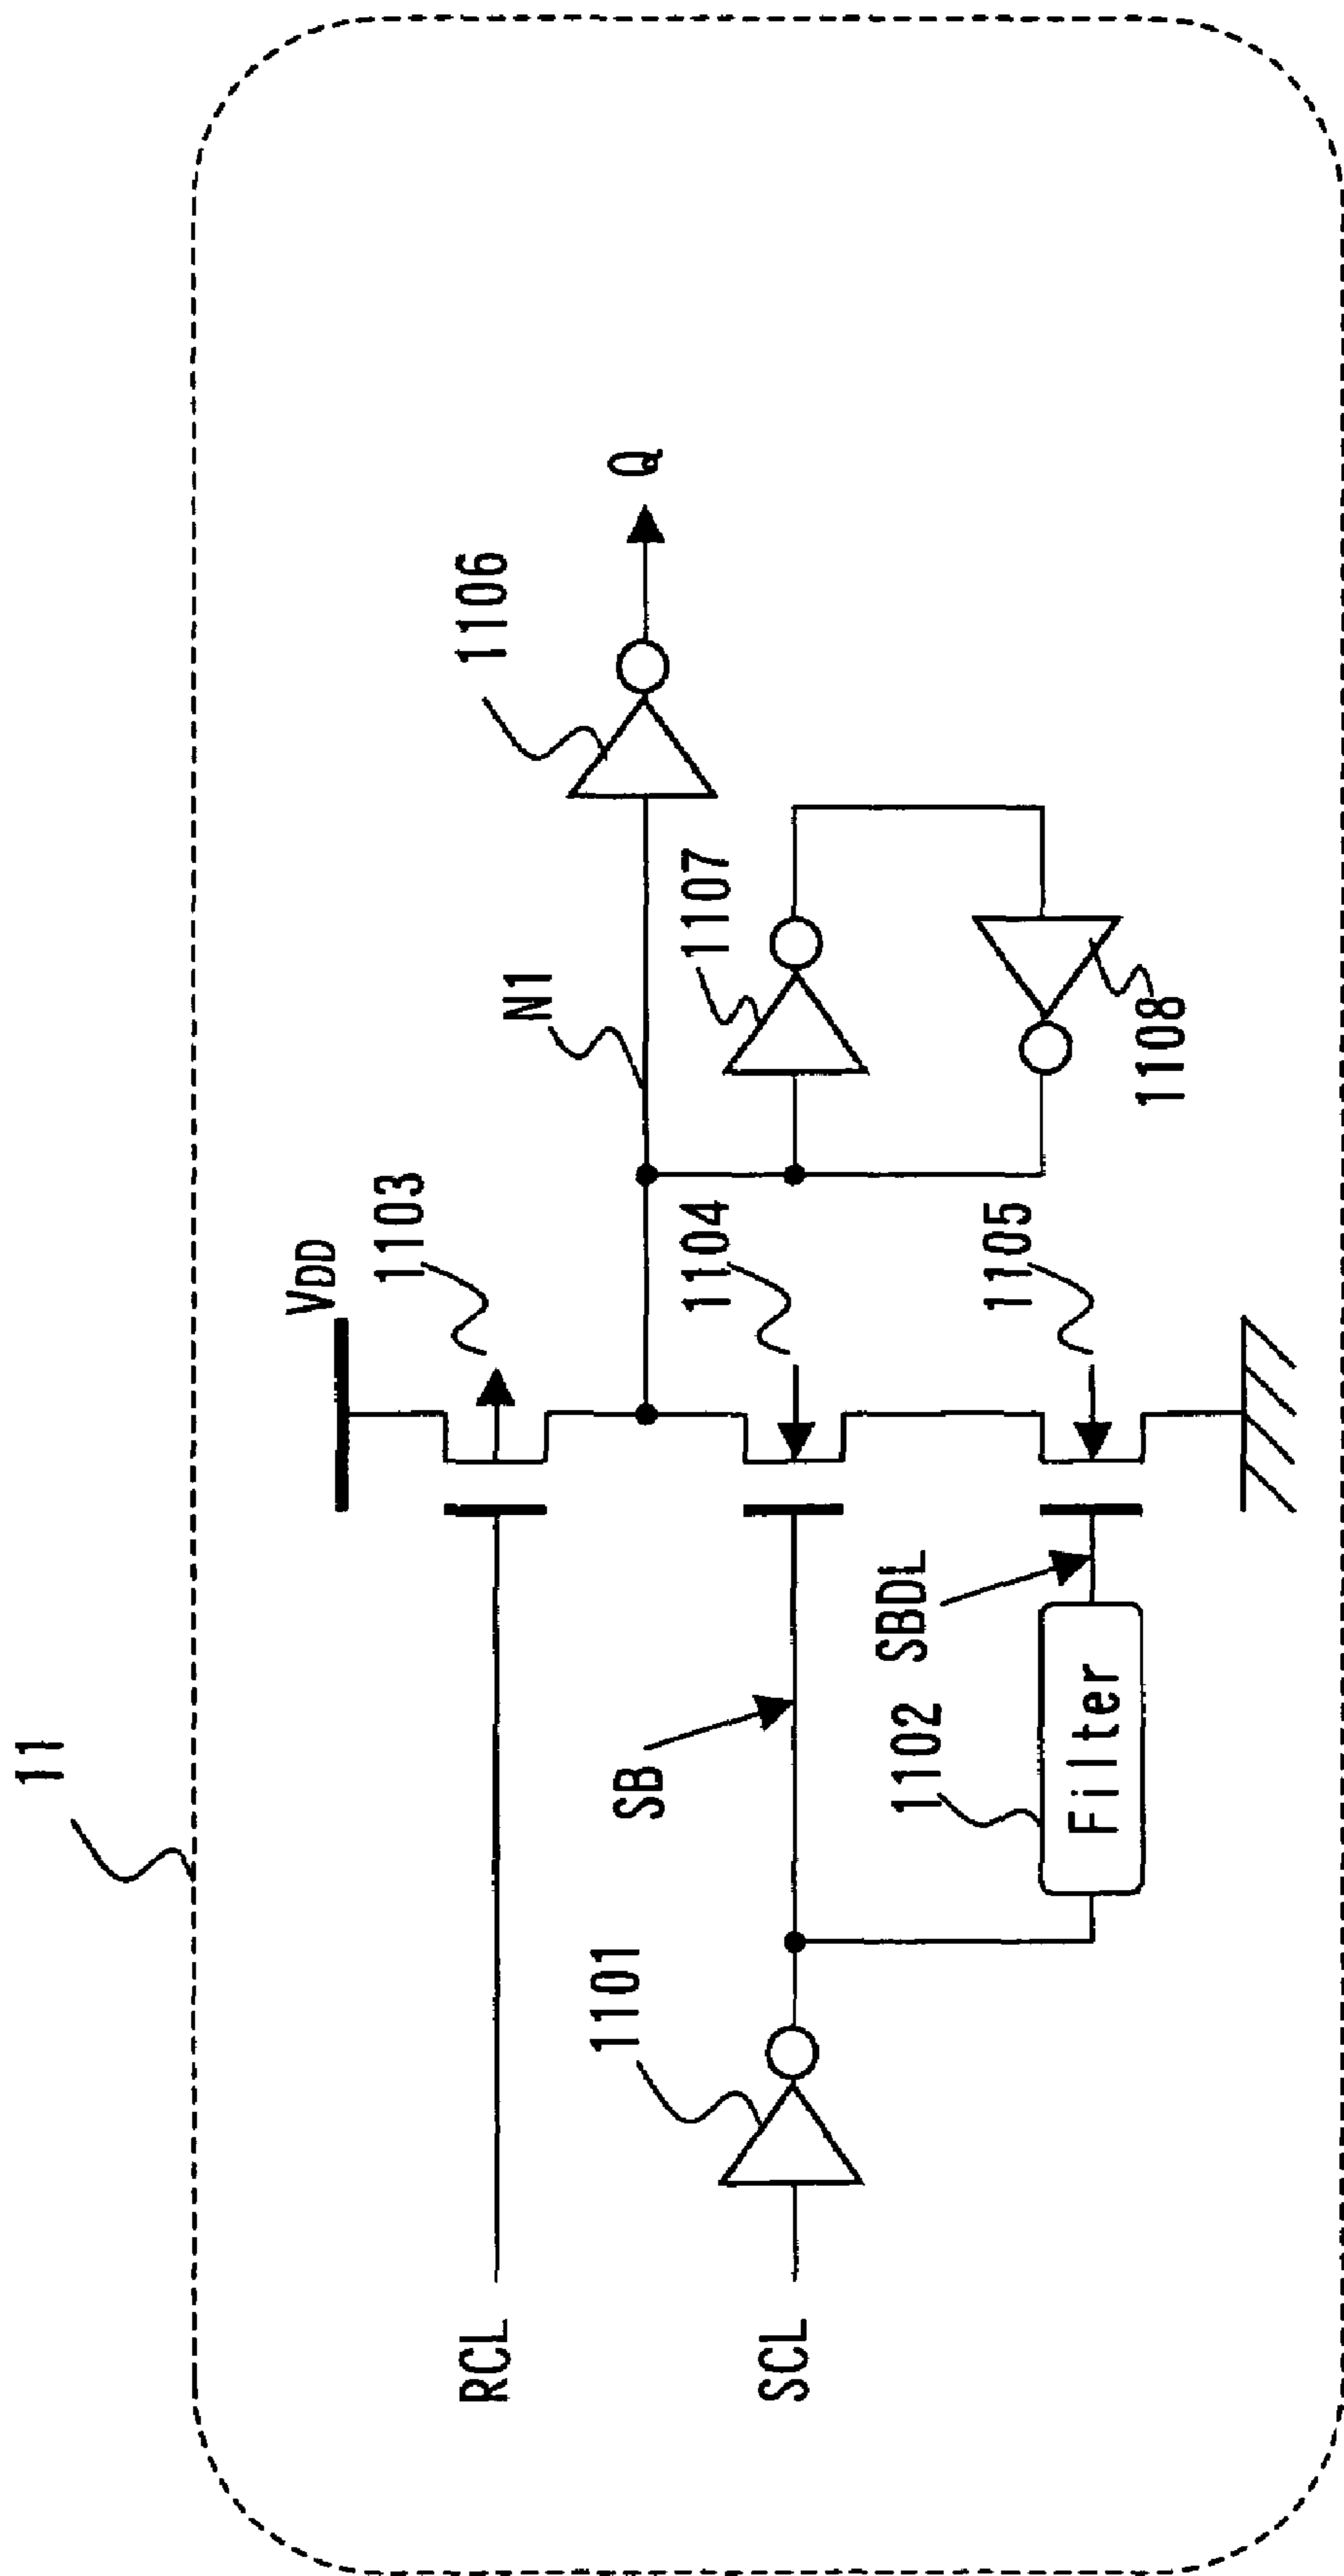 11
VDD
1103
RCL
N1
1106
Q
1101
SB
1104
1107
SCL
1102
SBDL
1105
Filter
1108